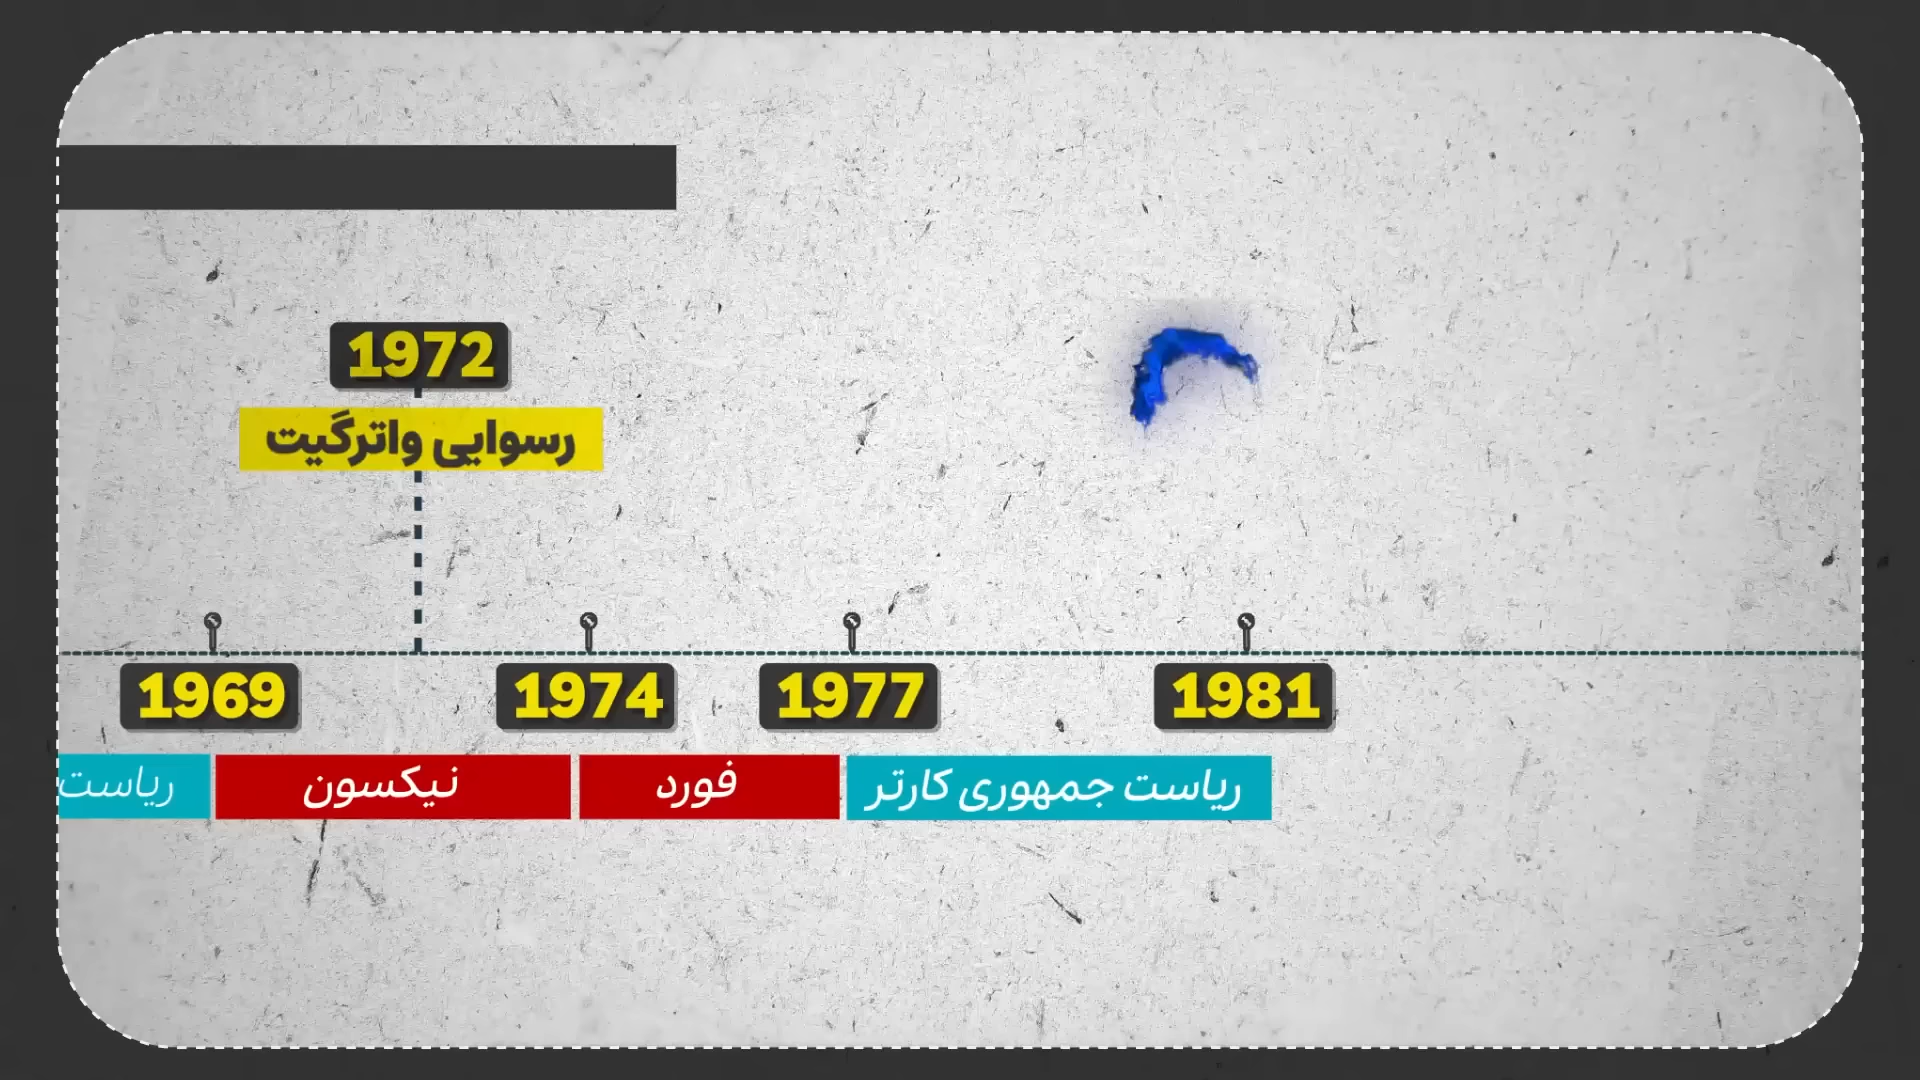 1972
رسوایی واترگیت
1969
1974
1977
1981
ریاست
نیکسون
فورد
ریاست جمهوری کارتر